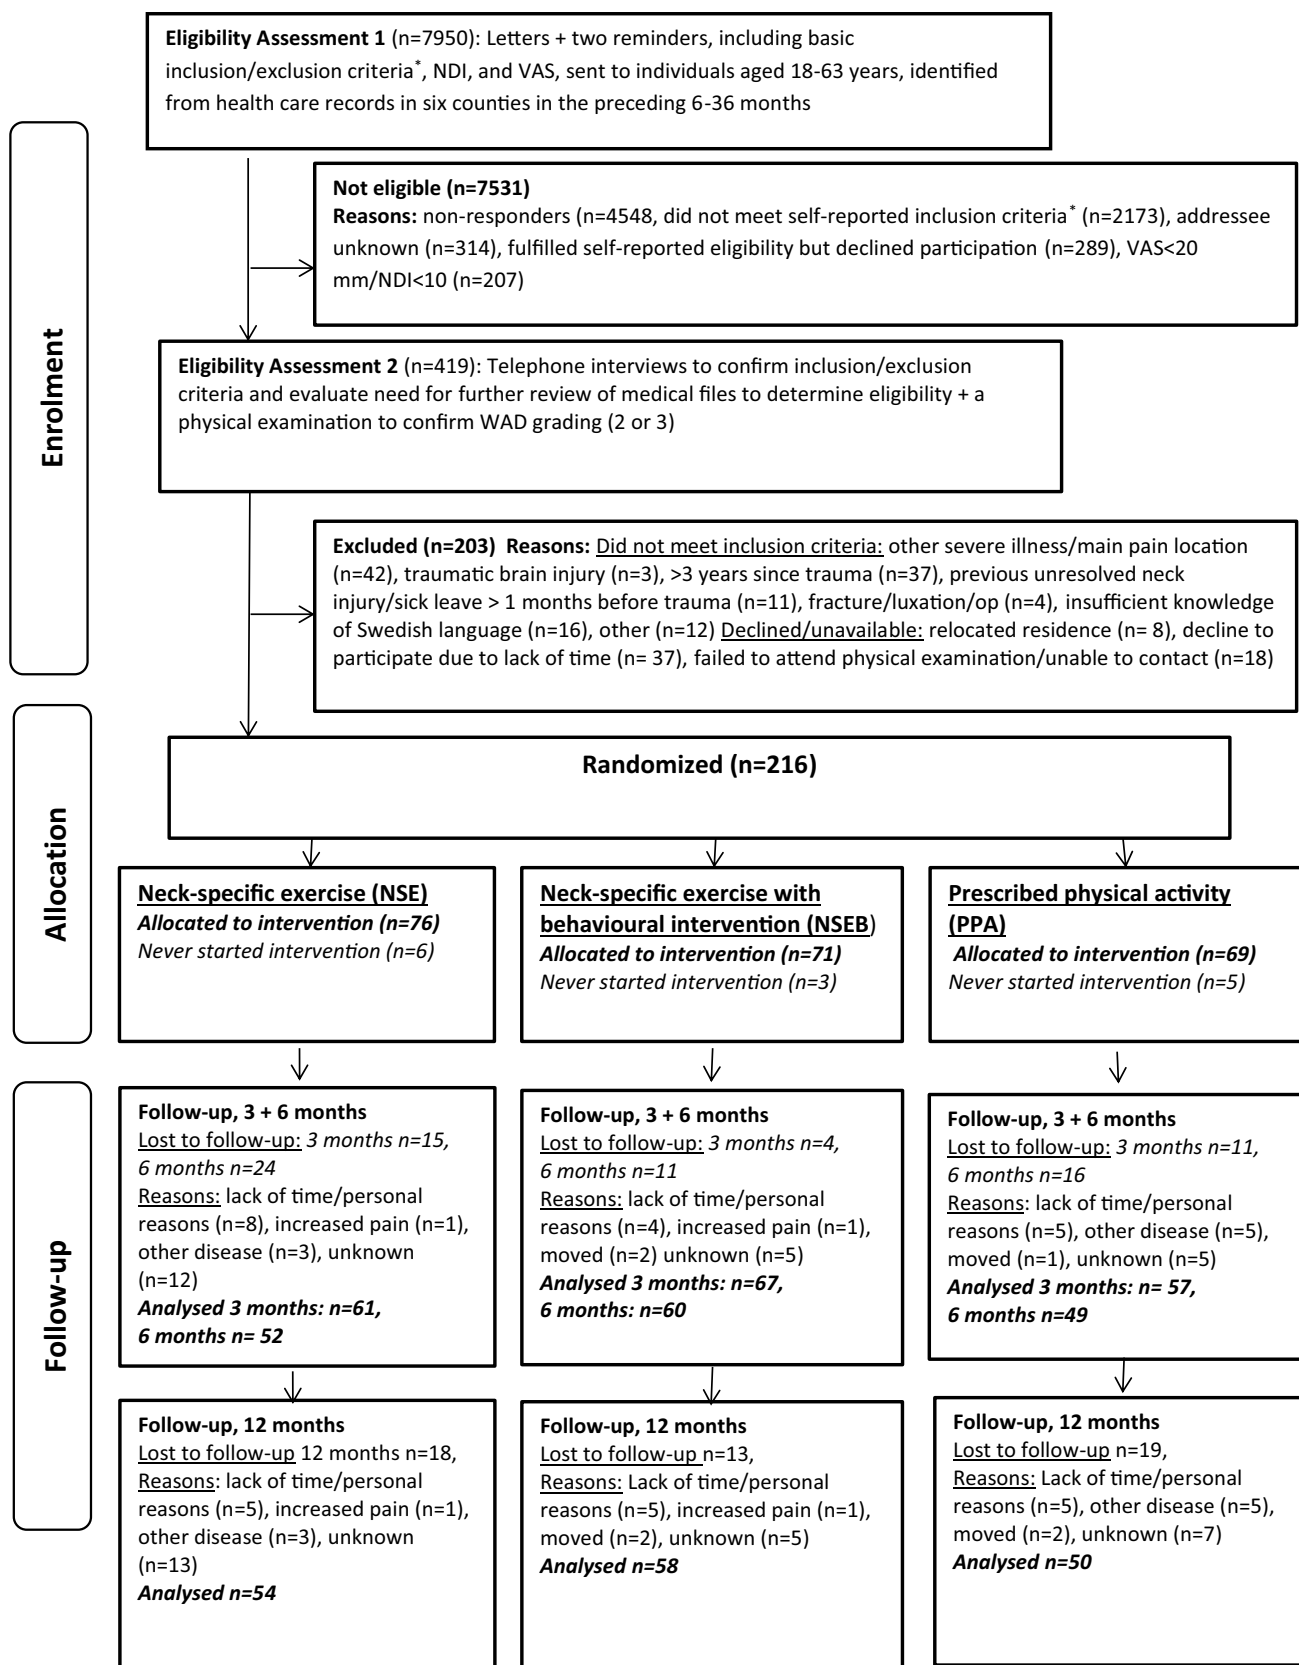 Eligibility Assessment 1 (n=7950): Letters + two reminders, including basic
inclusion/exclusion criteria*, NDI, and VAS, sent to individuals aged 18-63 years, identified
from health care records in six counties in the preceding 6-36 months
Enrolment
Not eligible (n=7531)
Reasons: non-responders (n=4548, did not meet self-reported inclusion criteria* (n=2173), addressee
unknown (n=314), fulfilled self-reported eligibility but declined participation (n=289), VAS<20
mm/NDI<10 (n=207)
Eligibility Assessment 2 (n=419): Telephone interviews to confirm inclusion/exclusion
criteria and evaluate need for further review of medical files to determine eligibility + a
physical examination to confirm WAD grading (2 or 3)
Excluded (n=203) Reasons: Did not meet inclusion criteria: other severe illness/main pain location
(n=42), traumatic brain injury (n=3), >3 years since trauma (n=37), previous unresolved neck
injury/sick leave > 1 months before trauma (n=11), fracture/luxation/op (n=4), insufficient knowledge
of Swedish language (n=16), other (n=12) Declined/unavailable: relocated residence (n= 8), decline to
participate due to lack of time (n= 37), failed to attend physical examination/unable to contact (n=18)
Allocation
Randomized (n=216)
Neck-specific exercise (NSE)
Allocated to intervention (n=76)
Never started intervention (n=6)
Neck-specific exercise with
behavioural intervention (NSEB)
Allocated to intervention (n=71)
Never started intervention (n=3)
Prescribed physical activity
(PPA)
Allocated to intervention (n=69)
Never started intervention (n=5)
Follow-up
Follow-up, 3 + 6 months
Lost to follow-up: 3 months n=15,
6 months n=24
Reasons: lack of time/personal
reasons (n=8), increased pain (n=1),
other disease (n=3), unknown
(n=12)
Analysed 3 months: n=61,
6 months n= 52
Follow-up, 3 + 6 months
Lost to follow-up: 3 months n=4,
6 months n=11
Reasons: lack of time/personal
reasons (n=4), increased pain (n=1),
moved (n=2) unknown (n=5)
Analysed 3 months: n=67,
6 months: n=60
Follow-up, 3 + 6 months
Lost to follow-up: 3 months n=11,
6 months n=16
Reasons: lack of time/personal
reasons (n=5), other disease (n=5),
moved (n=1), unknown (n=5)
Analysed 3 months: n= 57,
6 months n=49
Follow-up, 12 months
Lost to follow-up 12 months n=18,
Reasons: lack of time/personal
reasons (n=5), increased pain (n=1),
other disease (n=3), unknown
(n=13)
Analysed n=54
Follow-up, 12 months
Lost to follow-up n=13,
Reasons: Lack of time/personal
reasons (n=5), increased pain (n=1),
moved (n=2), unknown (n=5)
Analysed n=58
Follow-up, 12 months
Lost to follow-up n=19,
Reasons: Lack of time/personal
reasons (n=5), other disease (n=5),
moved (n=2), unknown (n=7)
Analysed n=50